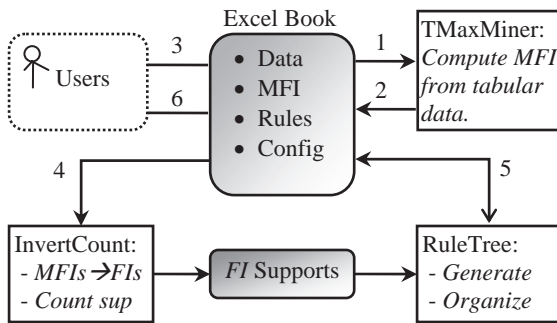 Excel Book
• Data
• MFI
• Rules
• Config
Users
3
6
1
2
TMaxMiner:
Compute MFI
from tabular
data.
4
5
InvertCount:
- MFIs→FIs
- Count sup
FI Supports
RuleTree:
- Generate
- Organize